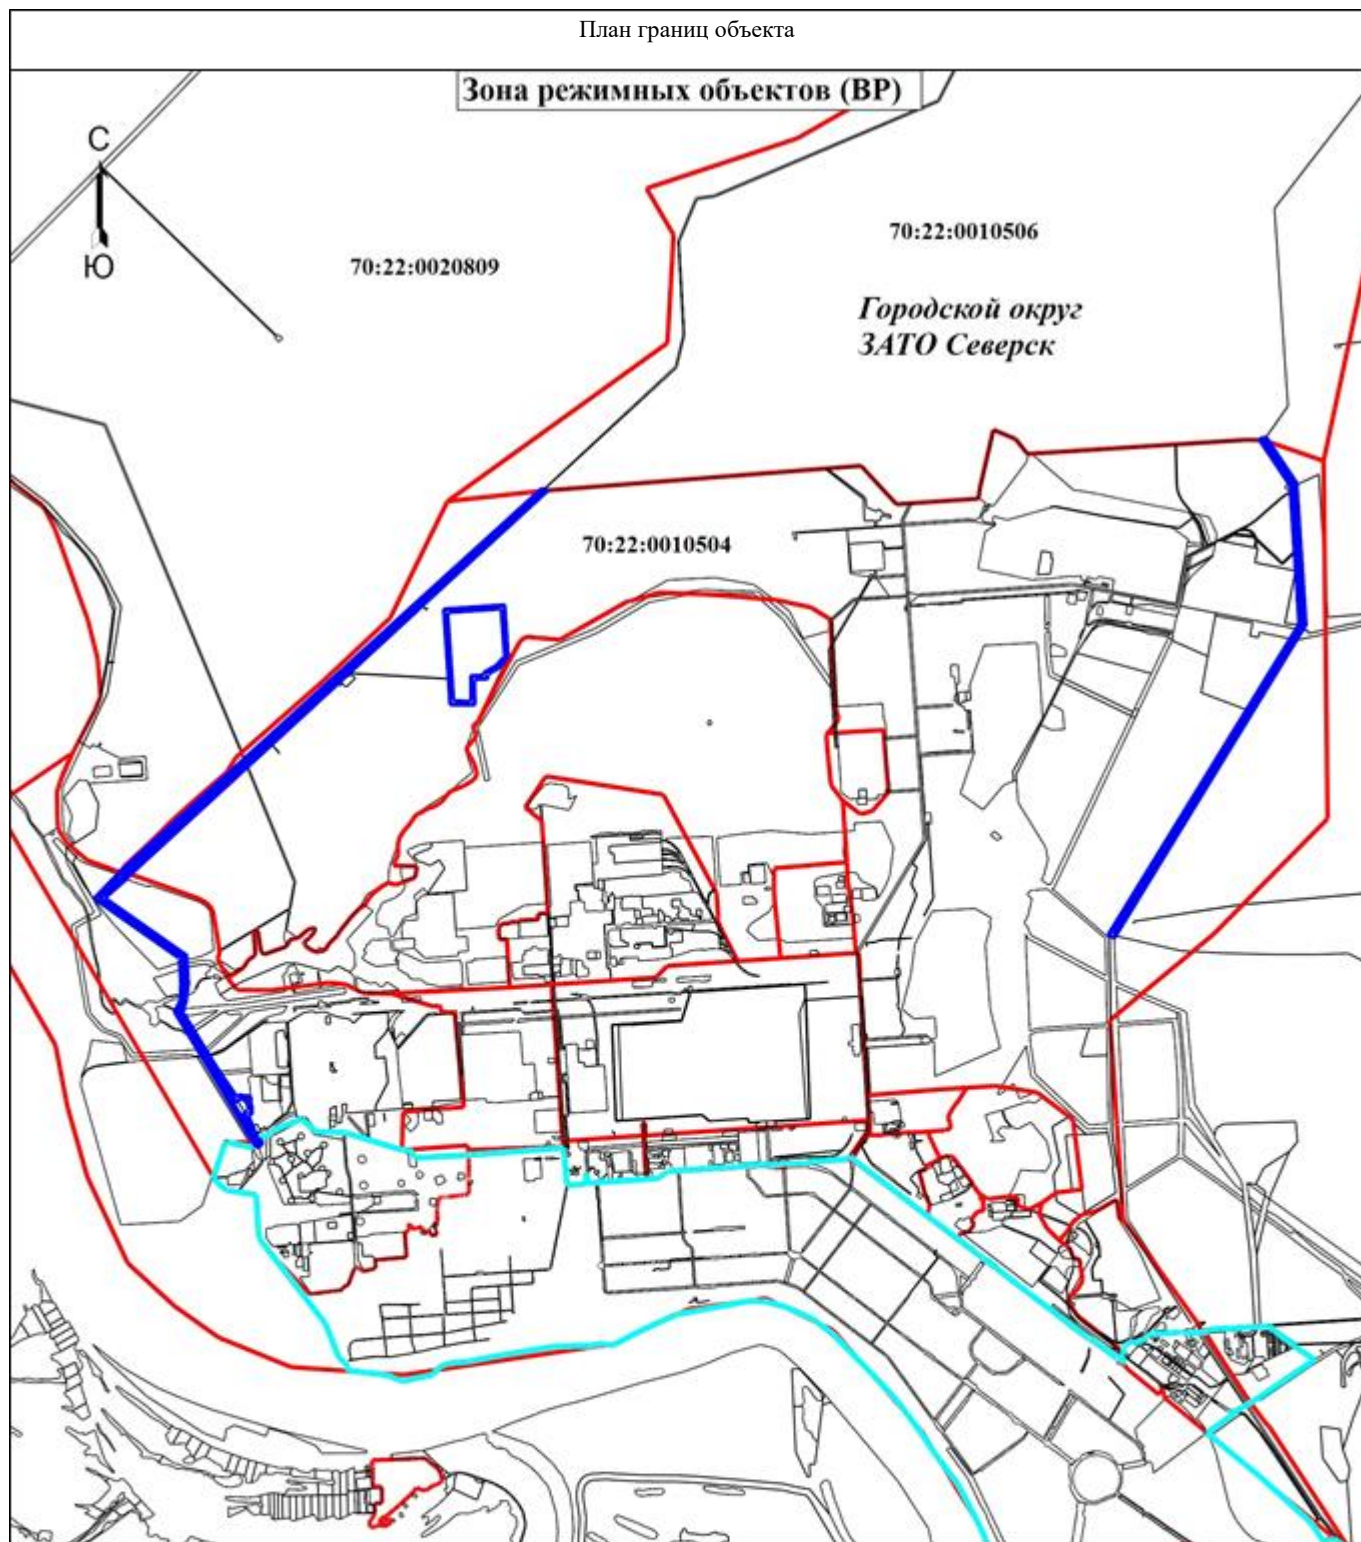 План границ объекта
Зона режимных объектов (ВР)
С
Ю
70:22:0010506
70:22:0020809
Городской округ
ЗАТО Северск
70:22:0010504